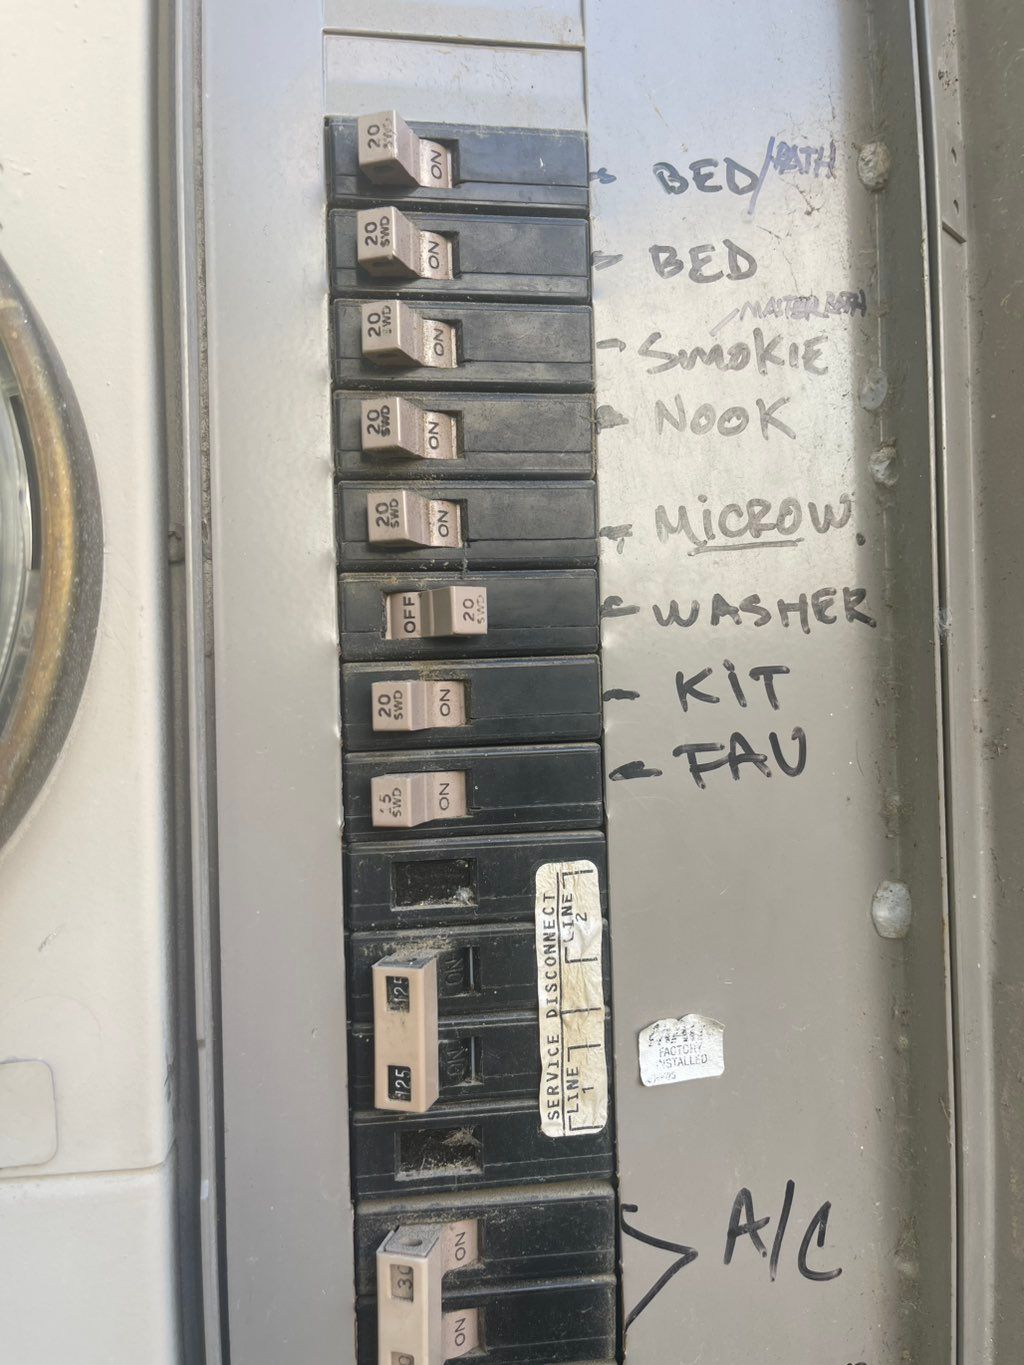 20 SWD ON BED/BATH
20 SWD ON BED
MASTER BATH
20 SWD ON SMOKIE
20 SWD ON NOOK
20 SWD ON MICROW.
OFF 20 SWD WASHER
20 SWD ON KIT
15 SWD ON FAU
SERVICE DISCONNECT
LINE 1 LINE 2
125 ON
125 ON
FACTORY
INSTALLED
30 ON A/C
ON